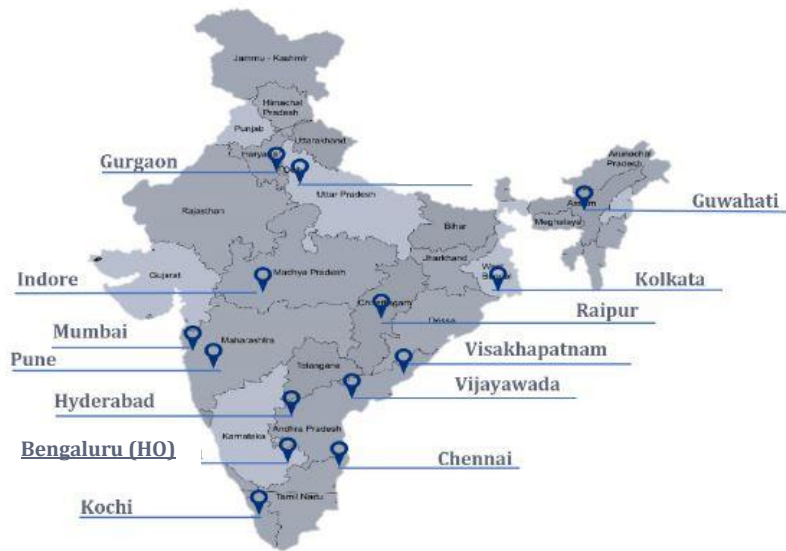 Jammu - Kashmir
Himachal
Pradesh
Punjab
Uttarakhand
Haryana
Gurgaon
Arunachal
Pradesh
Uttar Pradesh
Assam
Guwahati
Rajasthan
Bihar
Meghalaya
Jharkhand
West
Bengal
Gujarat
Madhya Pradesh
Indore
Kolkata
Chhattisgarh
Raipur
Orissa
Mumbai
Maharashtra
Visakhapatnam
Pune
Telangana
Vijayawada
Hyderabad
Andhra Pradesh
Karnataka
Bengaluru (HO)
Chennai
Tamil Nadu
Kochi